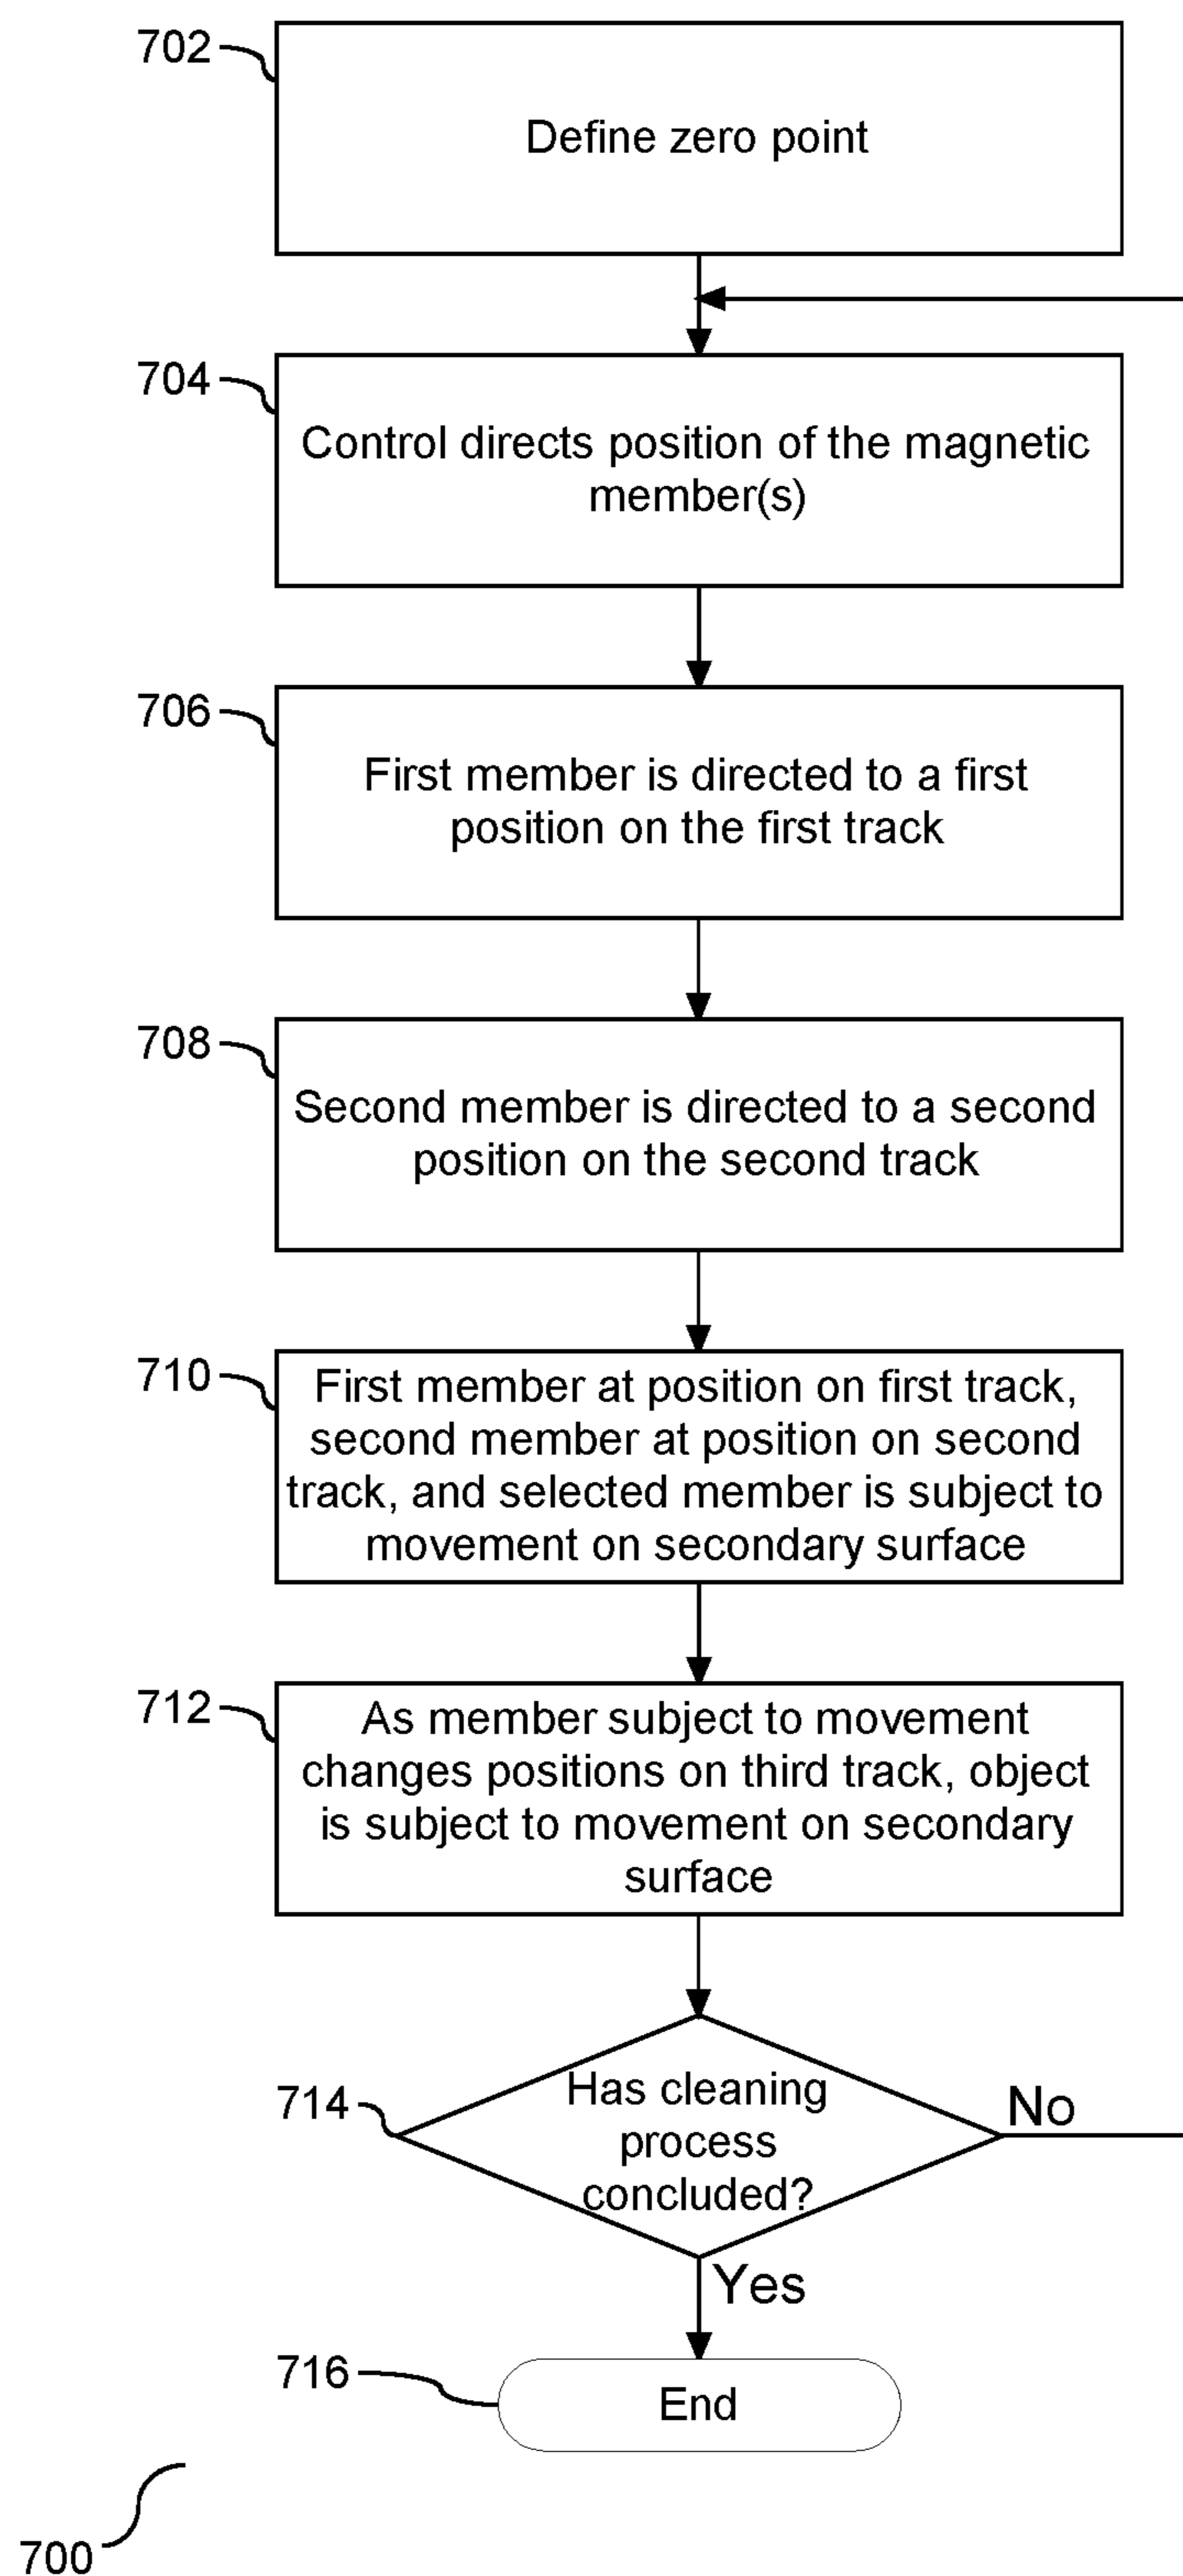 702
Define zero point
704
Control directs position of the magnetic
member(s)
706
First member is directed to a first
position on the first track
708
Second member is directed to a second
position on the second track
710
First member at position on first track,
second member at position on second
track, and selected member is subject to
movement on secondary surface
712
As member subject to movement
changes positions on third track, object
is subject to movement on secondary
surface
714
Has cleaning
process
concluded?
No
Yes
716
End
700